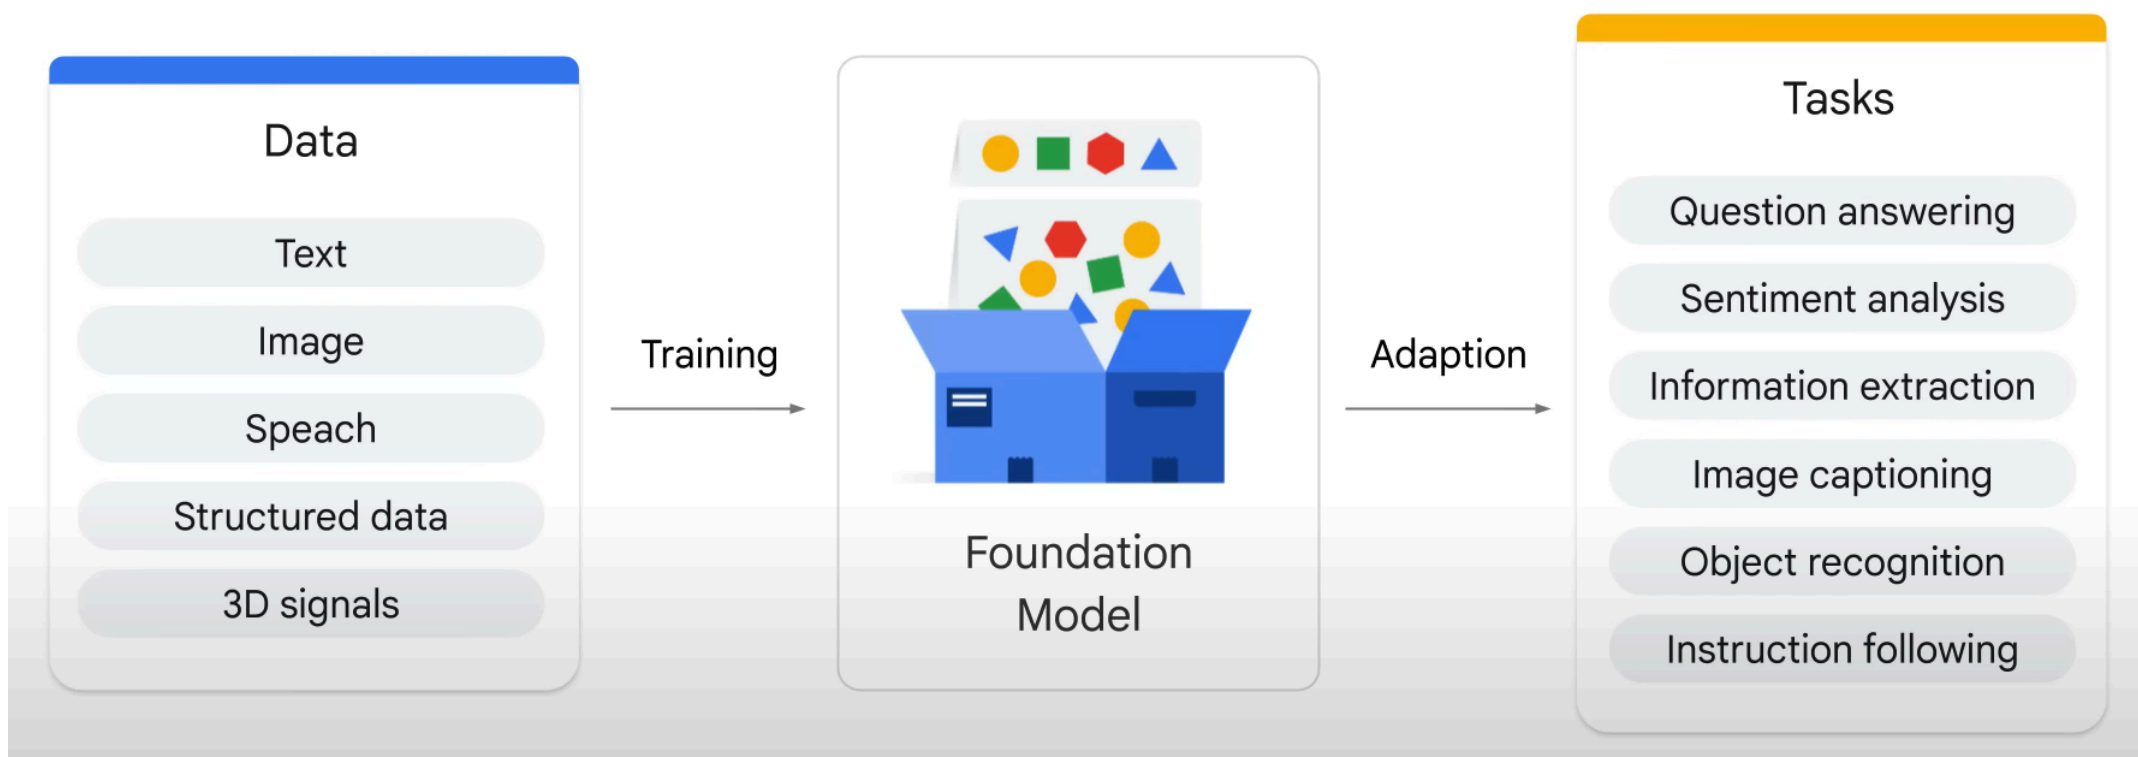 Data
Text
Image
Speach
Structured data
3D signals
Training
Foundation
Model
Adaption
Tasks
Question answering
Sentiment analysis
Information extraction
Image captioning
Object recognition
Instruction following